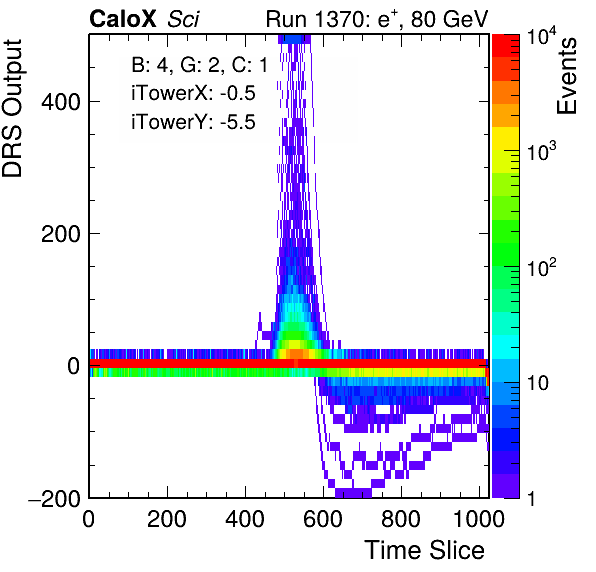 CaloX Sci Run 1370: e+, 80 GeV
B: 4, G: 2, C: 1
iTowerX: -0.5
iTowerY: -5.5
DRS Output
400
200
0
−200
0 200 400 600 800 1000
Time Slice
Events
10^4
10^3
10^2
10
1